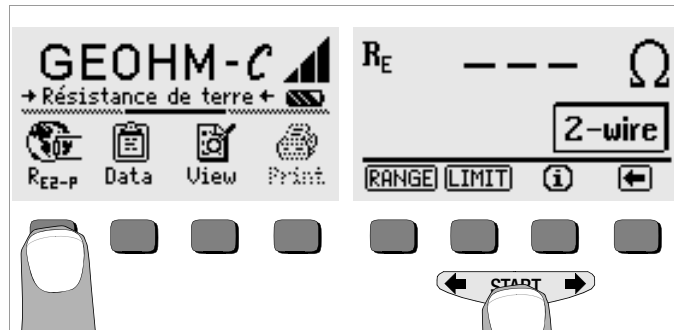 GEOHM-C
Résistance de terre
RE2-P Data View Print
RE – – – Ω
2-wire
RANGE LIMIT i
START